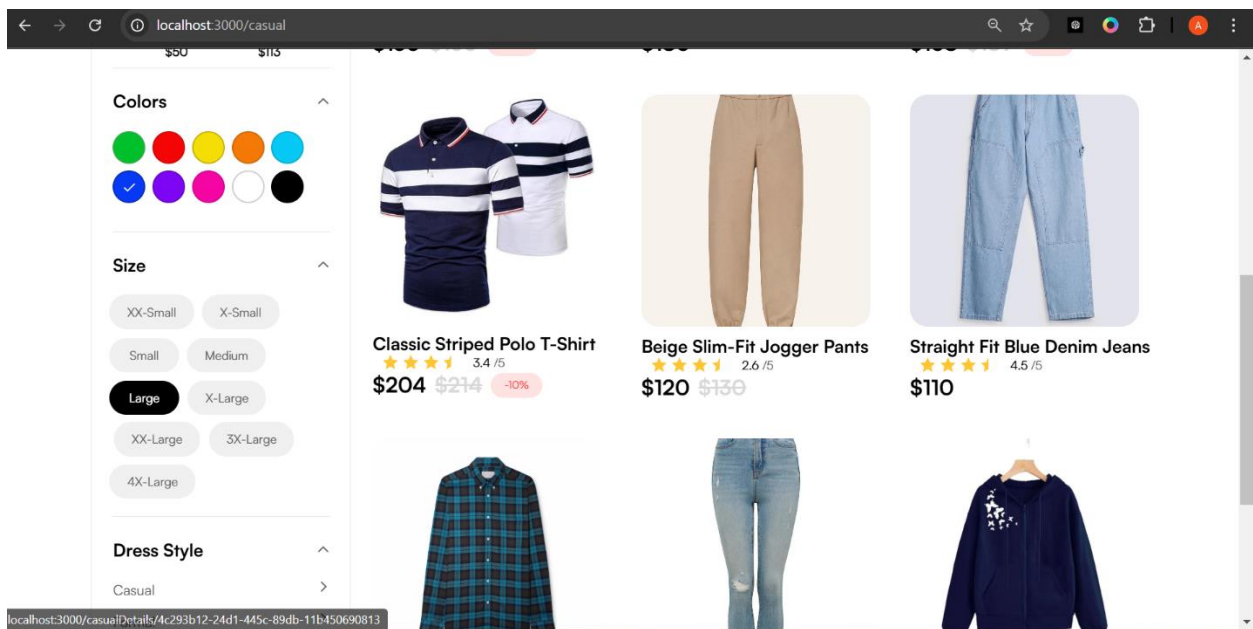 localhost:3000/casual
A
$50 $113
Colors
Size
XX-Small X-Small
Small Medium
Large X-Large
XX-Large 3X-Large
4X-Large
Dress Style
Casual
Classic Striped Polo T-Shirt
3.4 /5
$204 $214 -10%
Beige Slim-Fit Jogger Pants
2.6 /5
$120 $130
Straight Fit Blue Denim Jeans
4.5 /5
$110
localhost:3000/casualDetails/4c293b12-24d1-445c-89db-11b450690813